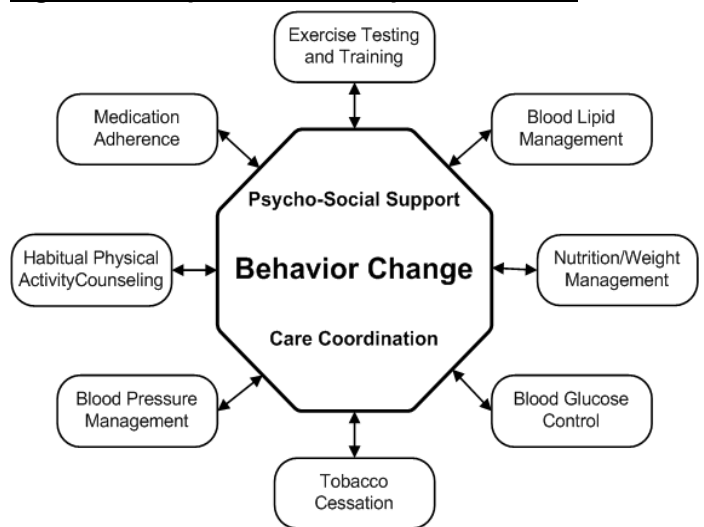 Exercise Testing
and Training
Medication
Adherence
Blood Lipid
Management
Psycho-Social Support
Habitual Physical
ActivityCounseling
Behavior Change
Nutrition/Weight
Management
Care Coordination
Blood Pressure
Management
Blood Glucose
Control
Tobacco
Cessation